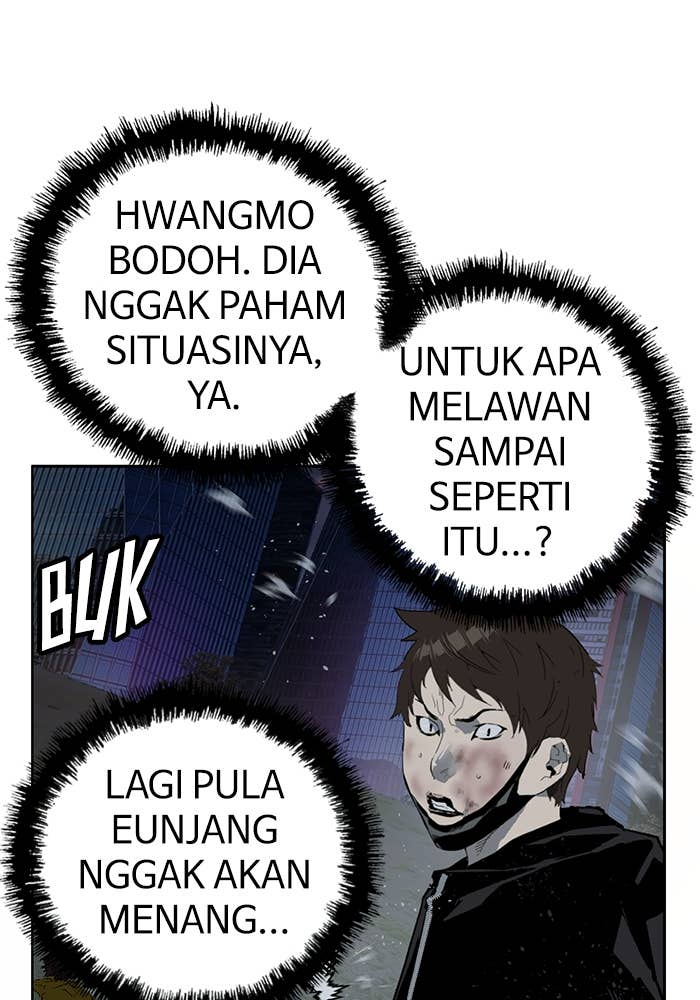 HWANGMO
BODOH. DIA
NGGAK PAHAM
SITUASINYA,
YA.
UNTUK APA
MELAWAN
SAMPAI
SEPERTI
ITU...?
BUK
LAGI PULA
EUNJANG
NGGAK AKAN
MENANG...